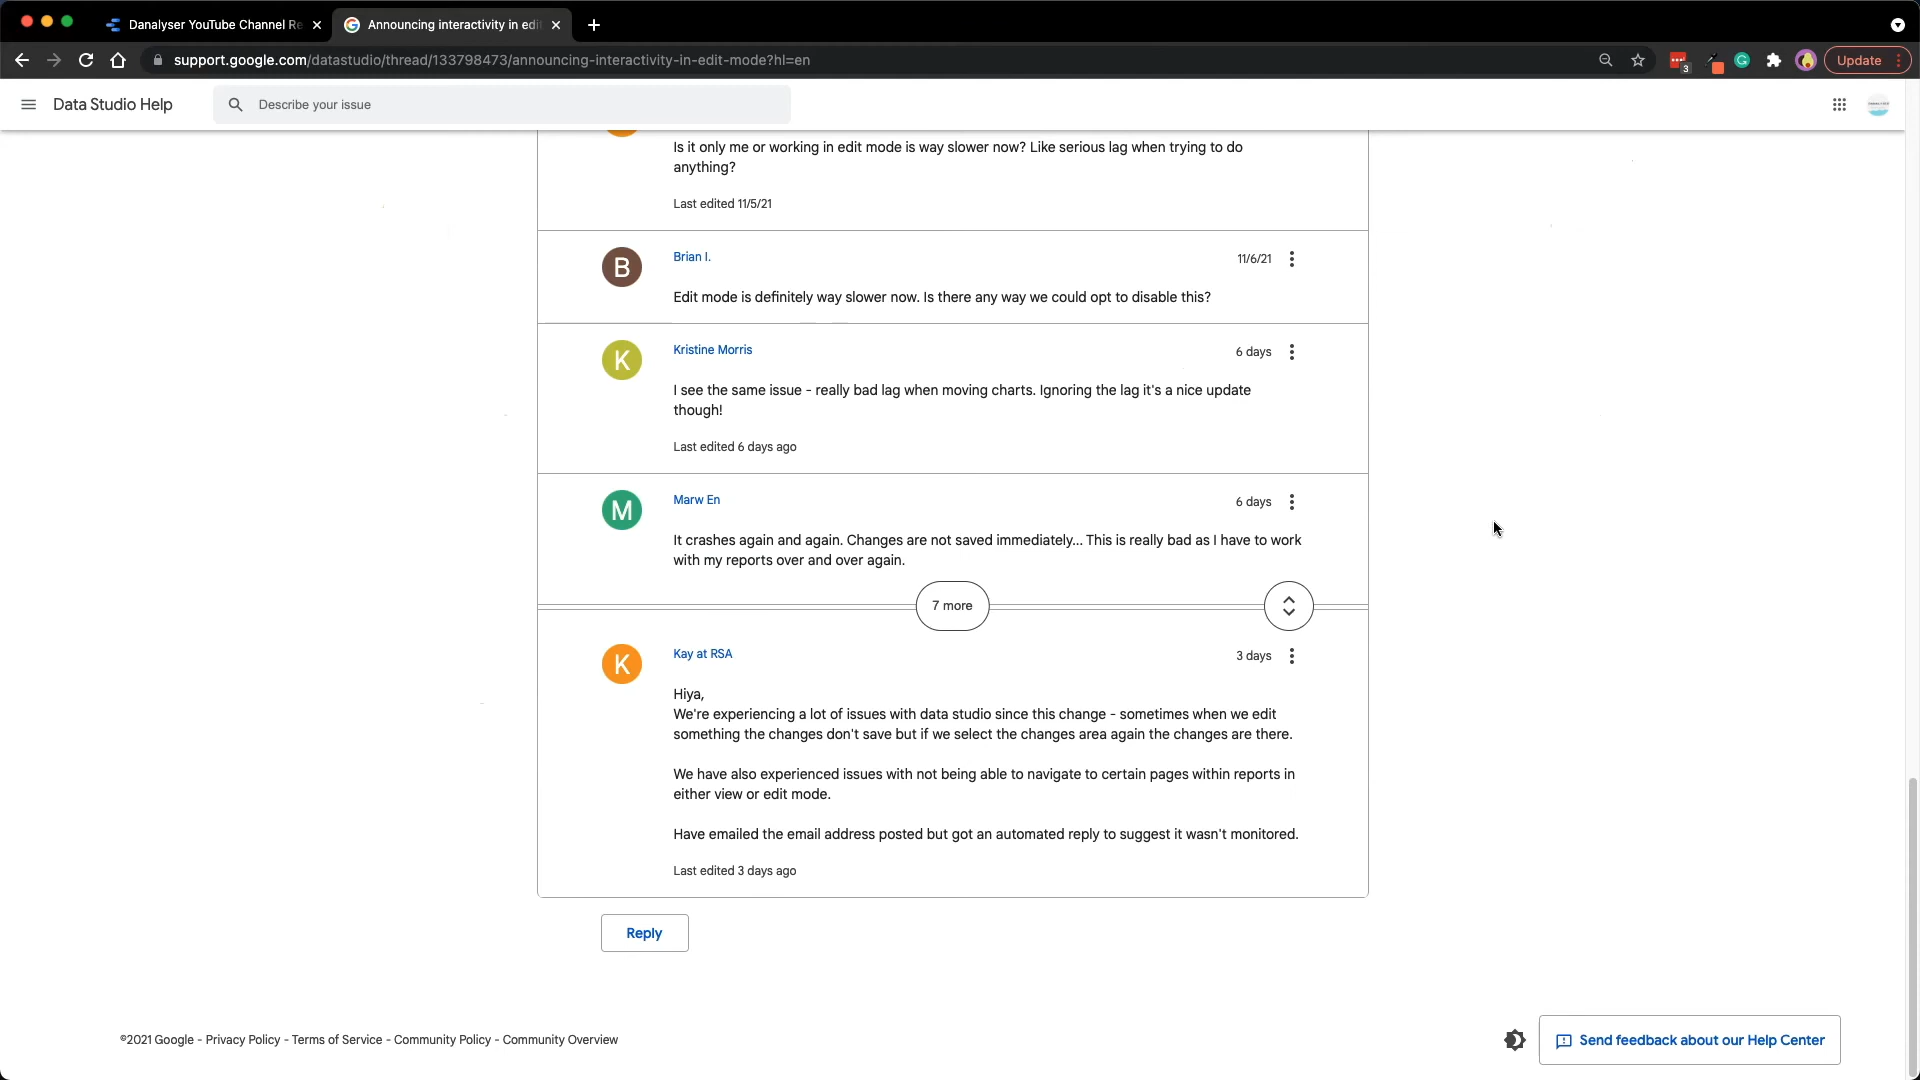 Danalyser YouTube Channel Re
Announcing interactivity in edi
support.google.com/datastudio/thread/133798473/announcing-interactivity-in-edit-mode?hl=en
3
Update
Data Studio Help
Describe your issue
Is it only me or working in edit mode is way slower now? Like serious lag when trying to do
anything?
Last edited 11/5/21
B
Brian I.
11/6/21
Edit mode is definitely way slower now. Is there any way we could opt to disable this?
K
Kristine Morris
6 days
I see the same issue - really bad lag when moving charts. Ignoring the lag it's a nice update
though!
Last edited 6 days ago
M
Marw En
6 days
It crashes again and again. Changes are not saved immediately... This is really bad as I have to work
with my reports over and over again.
7 more
K
Kay at RSA
3 days
Hiya,
We're experiencing a lot of issues with data studio since this change - sometimes when we edit
something the changes don't save but if we select the changes area again the changes are there.
We have also experienced issues with not being able to navigate to certain pages within reports in
either view or edit mode.
Have emailed the email address posted but got an automated reply to suggest it wasn't monitored.
Last edited 3 days ago
Reply
©2021 Google - Privacy Policy - Terms of Service - Community Policy - Community Overview
Send feedback about our Help Center